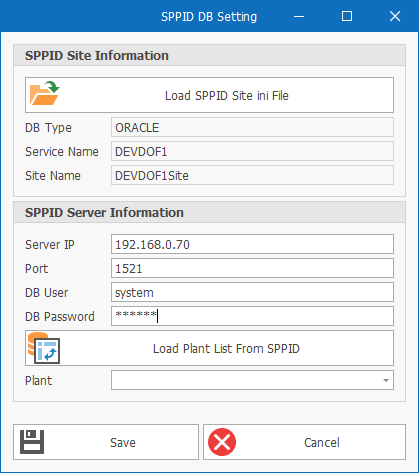 SPPID DB Setting
SPPID Site Information
Load SPPID Site ini File
DB Type ORACLE
Service Name DEVDOF1
Site Name DEVDOF1Site
SPPID Server Information
Server IP 192.168.0.70
Port 1521
DB User system
DB Password ******
Load Plant List From SPPID
Plant
Save Cancel